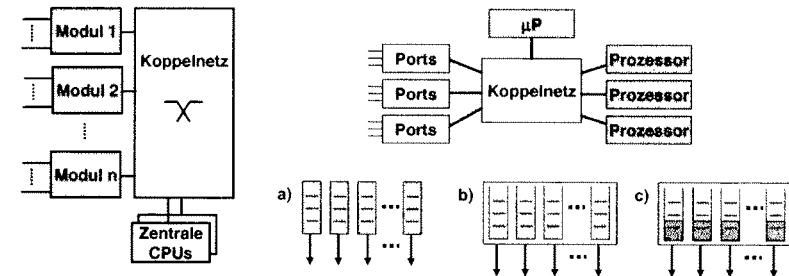 Modul 1
Modul 2
Modul n
Koppelnetz
Zentrale
CPUs
µP
Ports
Ports
Ports
Koppelnetz
Prozessor
Prozessor
Prozessor
a)
b)
c)